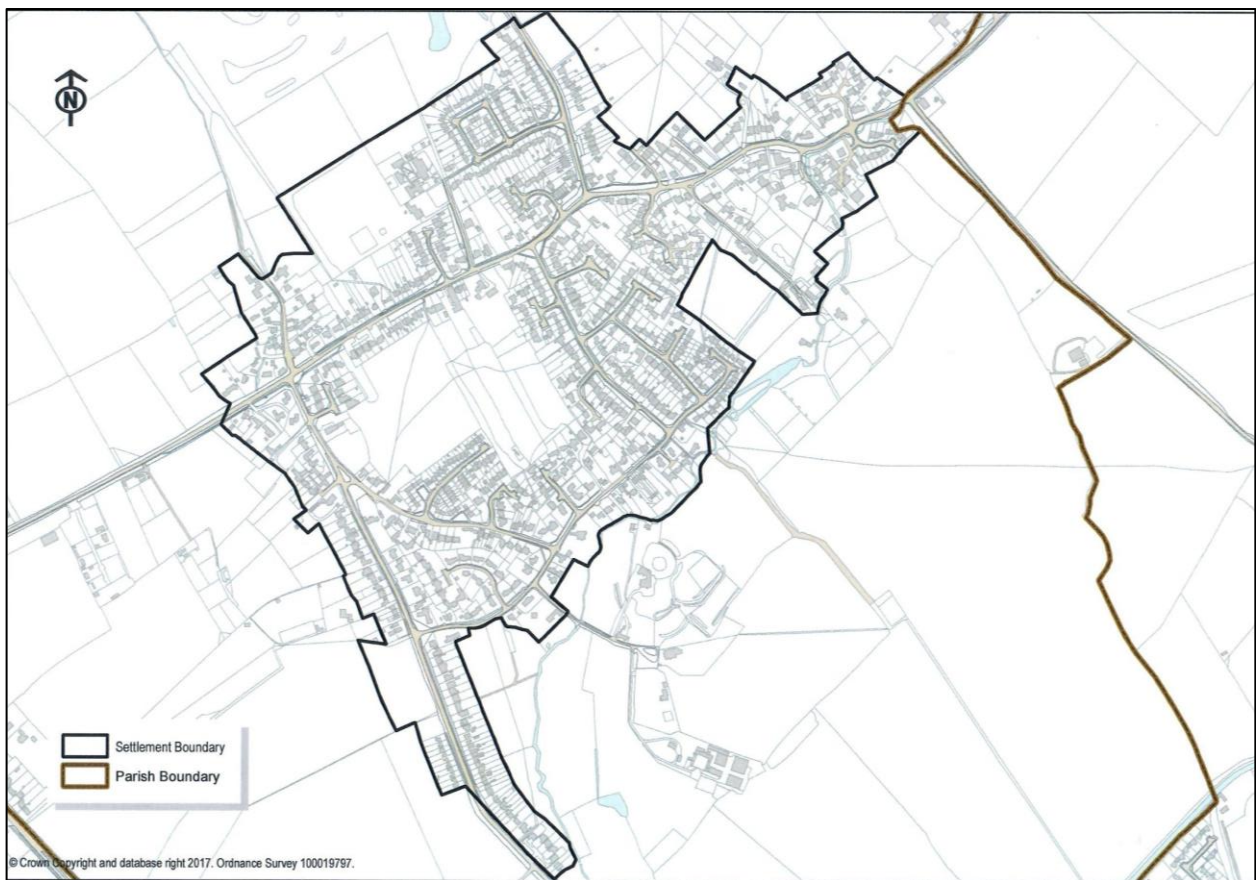 N
Settlement Boundary
Parish Boundary
© Crown Copyright and database right 2017. Ordnance Survey 100019797.